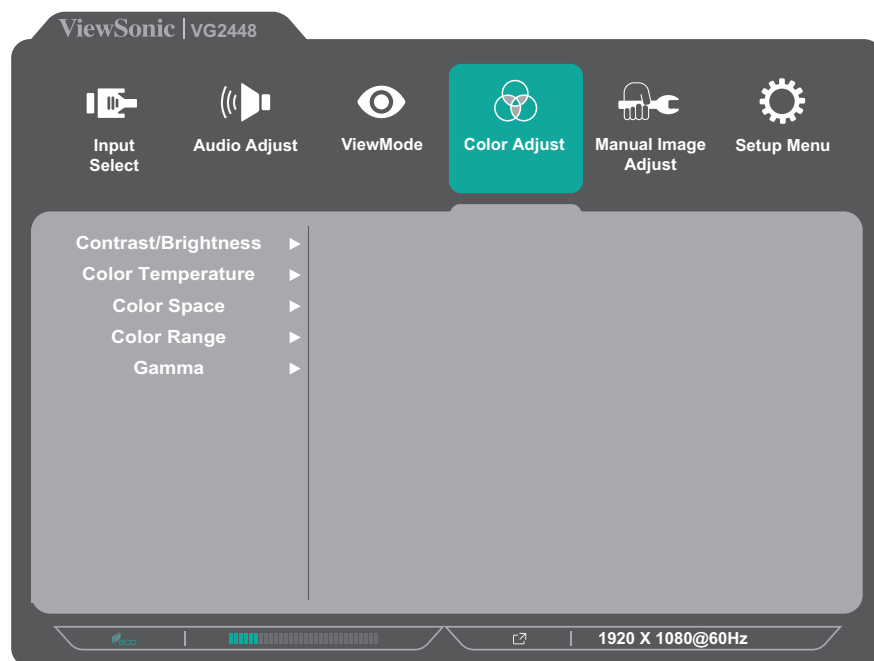 ViewSonic | VG2448
Input Select
Audio Adjust
ViewMode
Color Adjust
Manual Image Adjust
Setup Menu
Contrast/Brightness
Color Temperature
Color Space
Color Range
Gamma
eco
1920 X 1080@60Hz